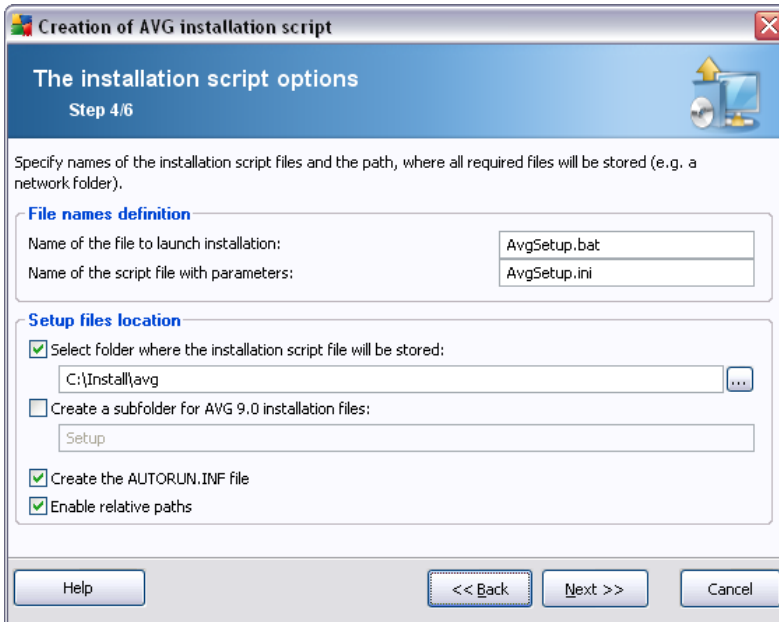 Creation of AVG installation script
The installation script options
Step 4/6
Specify names of the installation script files and the path, where all required files will be stored (e.g. a
network folder).
File names definition
Name of the file to launch installation:
AvgSetup.bat
Name of the script file with parameters:
AvgSetup.ini
Setup files location
Select folder where the installation script file will be stored:
C:\Install\avg
...
Create a subfolder for AVG 9.0 installation files:
Setup
Create the AUTORUN.INF file
Enable relative paths
Help
<< Back
Next >>
Cancel